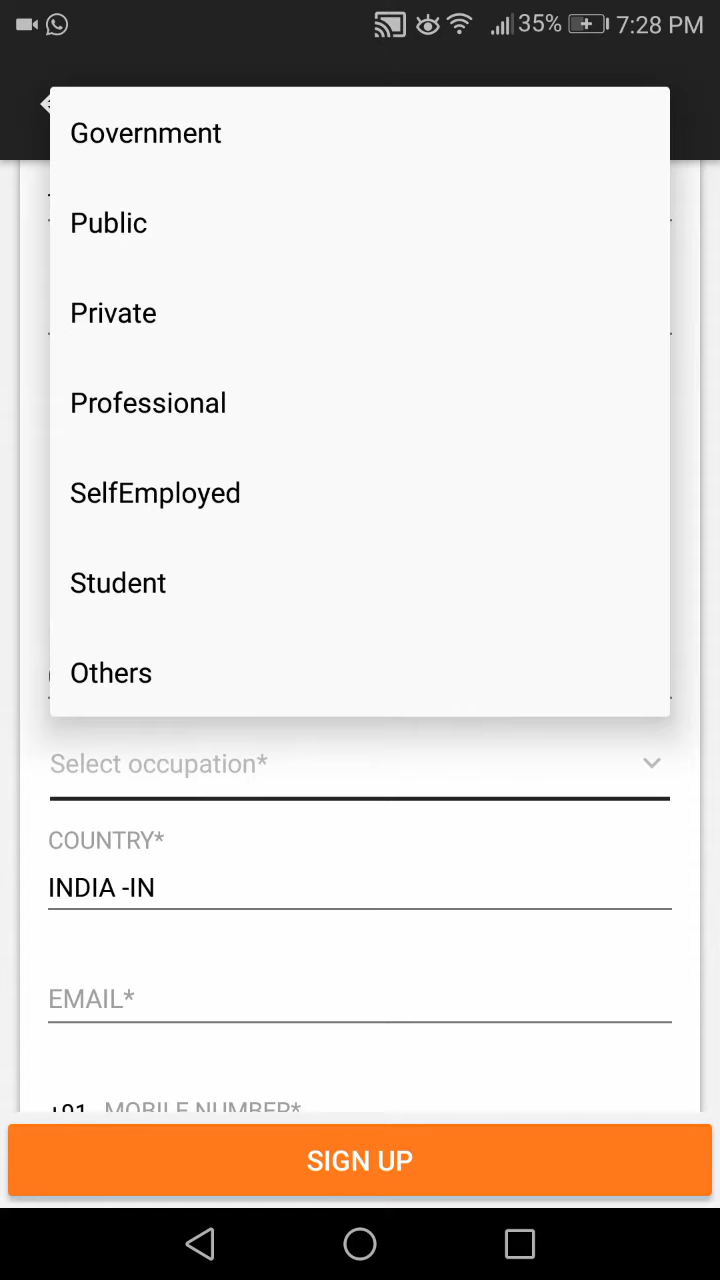 35% 7:28 PM
Government
Public
Private
Professional
SelfEmployed
Student
Others
Select occupation*
COUNTRY*
INDIA -IN
EMAIL*
+91 MOBILE NUMBER*
SIGN UP